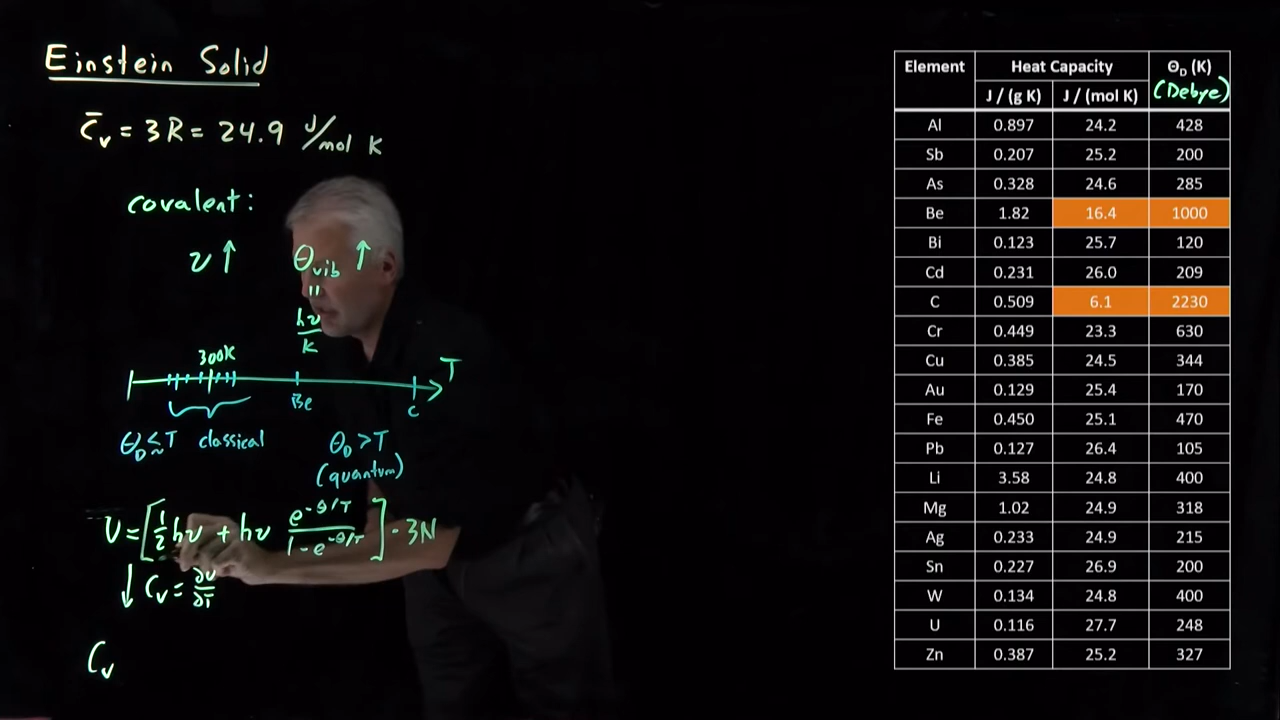 Einstein Solid
C̄v = 3R = 24.9 J/mol K
covalent:
ν↑ Θvib ↑
=
hν/k
300K
T
Be C
ΘD ≲ T classical ΘD > T
(quantum)
U = [1/2 hν + hν e^-Θ/T / 1 - e^-Θ/T] · 3N
↓ Cv = ∂U/∂T
Cv
Element Heat Capacity ΘD (K)
J / (g K) J / (mol K) (Debye)
Al 0.897 24.2 428
Sb 0.207 25.2 200
As 0.328 24.6 285
Be 1.82 16.4 1000
Bi 0.123 25.7 120
Cd 0.231 26.0 209
C 0.509 6.1 2230
Cr 0.449 23.3 630
Cu 0.385 24.5 344
Au 0.129 25.4 170
Fe 0.450 25.1 470
Pb 0.127 26.4 105
Li 3.58 24.8 400
Mg 1.02 24.9 318
Ag 0.233 24.9 215
Sn 0.227 26.9 200
W 0.134 24.8 400
U 0.116 27.7 248
Zn 0.387 25.2 327